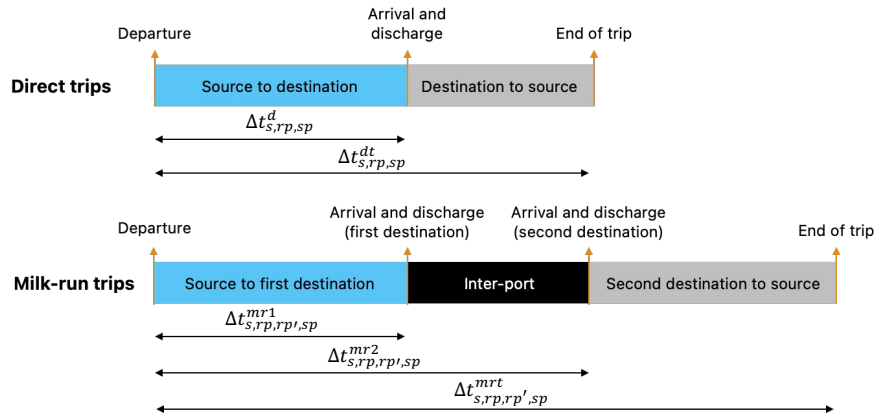 Departure
Arrival and
discharge
End of trip
Direct trips
Source to destination
Destination to source
Δt^{d}_{s,rp,sp}
Δt^{dt}_{s,rp,sp}
Departure
Arrival and discharge
(first destination)
Arrival and discharge
(second destination)
End of trip
Milk-run trips
Source to first destination
Inter-port
Second destination to source
Δt^{mr1}_{s,rp,rp′,sp}
Δt^{mr2}_{s,rp,rp′,sp}
Δt^{mrt}_{s,rp,rp′,sp}